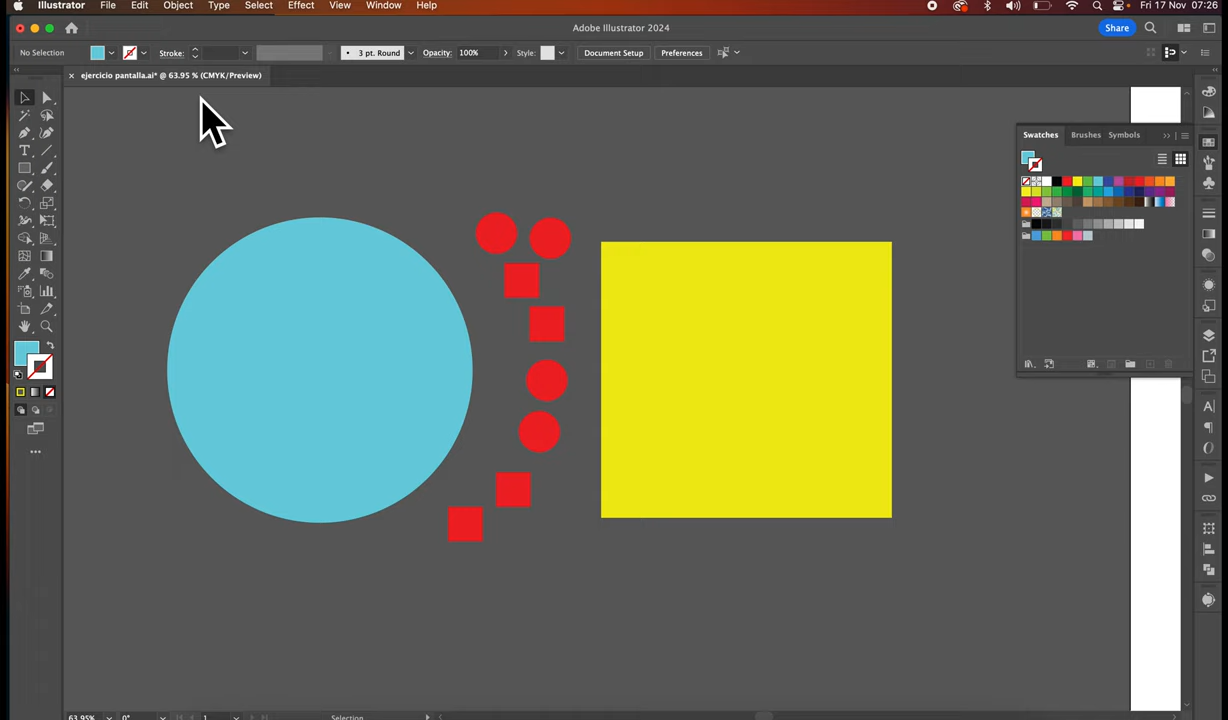 Illustrator File Edit Object Type Select Effect View Window Help Fri 17 Nov 07:26
Adobe Illustrator 2024 Share
No Selection Stroke: 3 pt. Round Opacity: 100% Style: Document Setup Preferences
ejercicio pantalla.ai* @ 63.95 % (CMYK/Preview)
Swatches Brushes Symbols
63.95% 0° 1 Selection